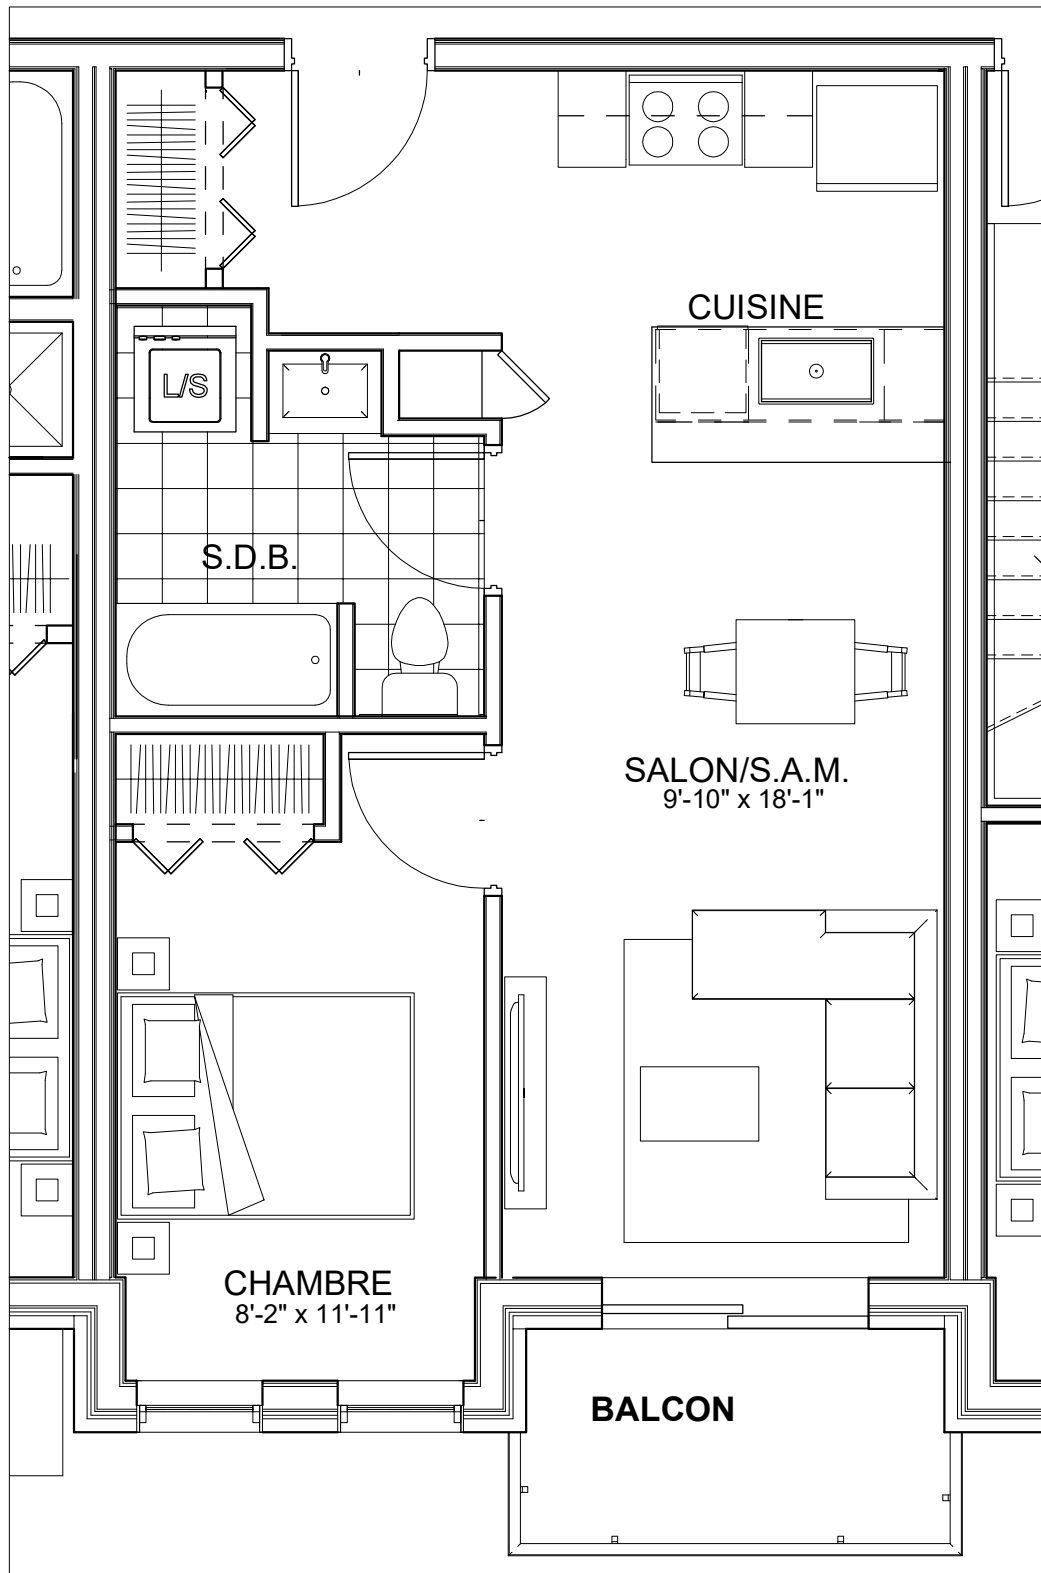 CUISINE
L/S
S.D.B.
SALON/S.A.M.
9'-10" x 18'-1"
CHAMBRE
8'-2" x 11'-11"
BALCON